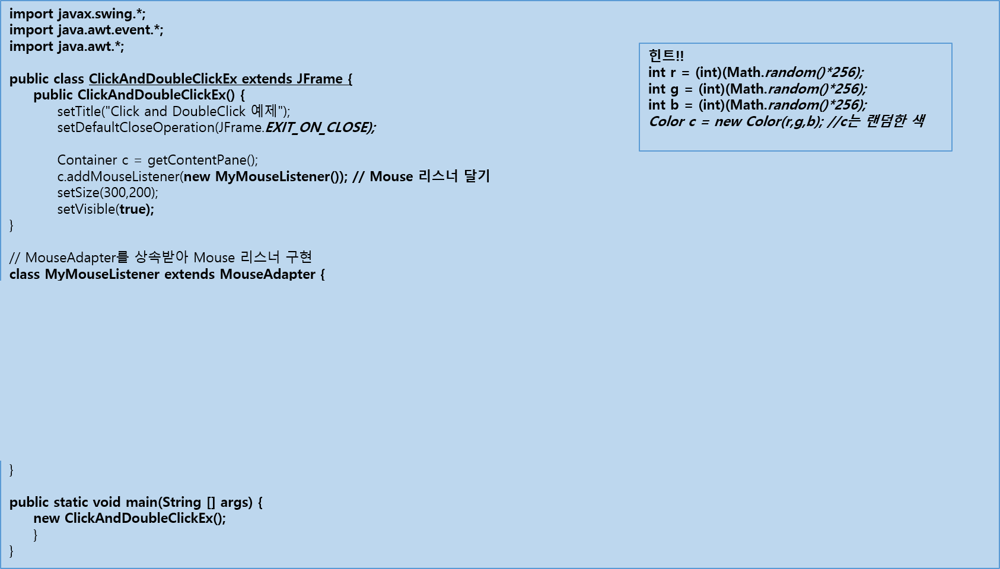 import javax.swing.*;
import java.awt.event.*;
import java.awt.*;
public class ClickAndDoubleClickEx extends JFrame {
public ClickAndDoubleClickEx() {
setTitle("Click and DoubleClick 예제");
setDefaultCloseOperation(JFrame.EXIT_ON_CLOSE);
Container c = getContentPane();
c.addMouseListener(new MyMouseListener()); // Mouse 리스너 달기
setSize(300,200);
setVisible(true);
}
// MouseAdapter를 상속받아 Mouse 리스너 구현
class MyMouseListener extends MouseAdapter {
}
public static void main(String [] args) {
new ClickAndDoubleClickEx();
}
}
힌트!!
int r = (int)(Math.random()*256);
int g = (int)(Math.random()*256);
int b = (int)(Math.random()*256);
Color c = new Color(r,g,b); //c는 랜덤한 색